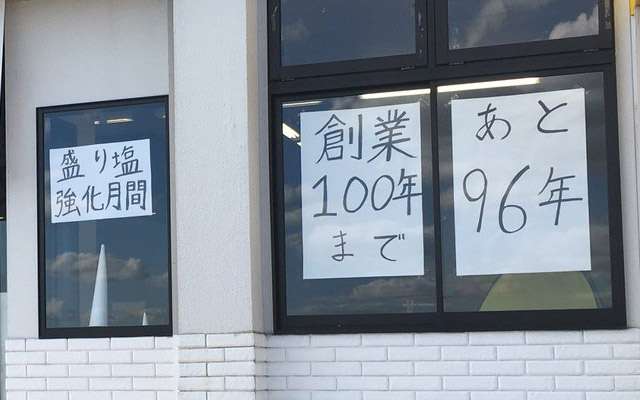 盛り塩
強化月間
創業
100年
まで
あと
96年